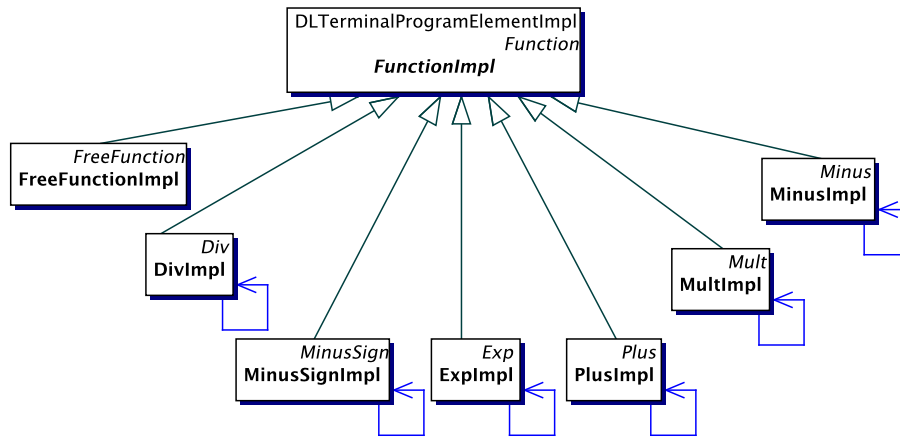 DLTerminalProgramElementImpl
Function
FunctionImpl
FreeFunction
FreeFunctionImpl
Minus
MinusImpl
Div
DivImpl
Mult
MultImpl
MinusSign
MinusSignImpl
Exp
ExpImpl
Plus
PlusImpl